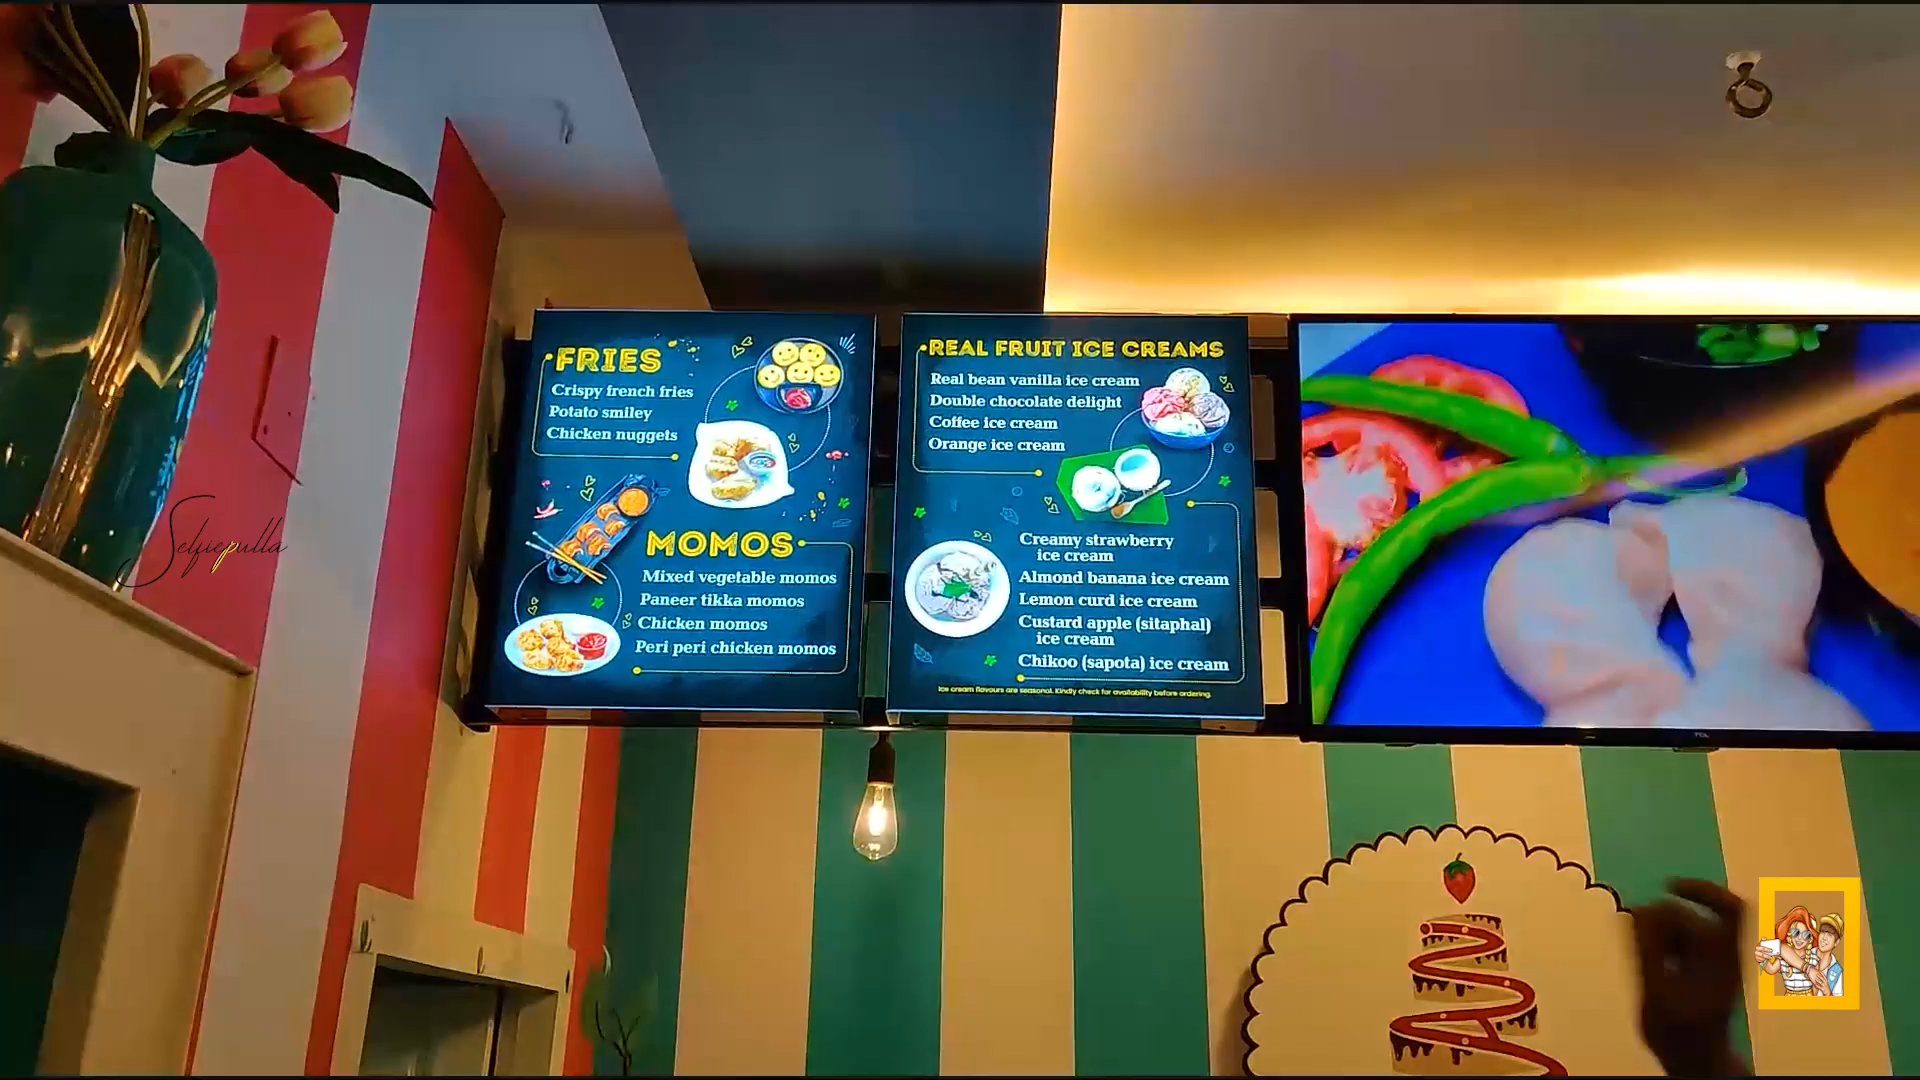 FRIES
Crispy french fries
Potato smiley
Chicken nuggets
MOMOS
Mixed vegetable momos
Paneer tikka momos
Chicken momos
Peri peri chicken momos
REAL FRUIT ICE CREAMS
Real bean vanilla ice cream
Double chocolate delight
Coffee ice cream
Orange ice cream
Creamy strawberry
ice cream
Almond banana ice cream
Lemon curd ice cream
Custard apple (sitaphal)
ice cream
Chikoo (sapota) ice cream
Ice cream flavours are seasonal. Kindly check for availability before ordering.
TCL
Selfiepulla